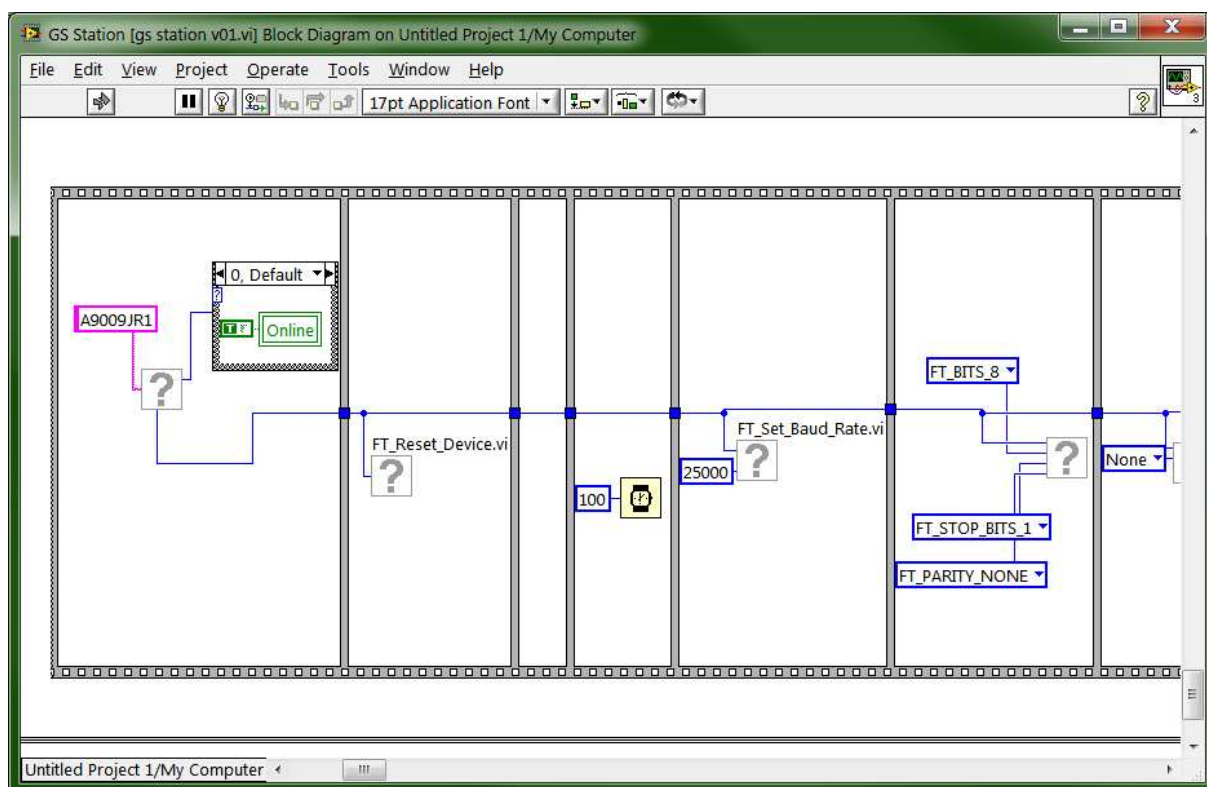 GS Station [gs station v01.vi] Block Diagram on Untitled Project 1/My Computer
File Edit View Project Operate Tools Window Help
17pt Application Font
?
3
0, Default
?
A9009JR1
T F
Online
?
FT_Reset_Device.vi
?
100
FT_Set_Baud_Rate.vi
25000
?
FT_BITS_8
?
None
FT_STOP_BITS_1
FT_PARITY_NONE
Untitled Project 1/My Computer